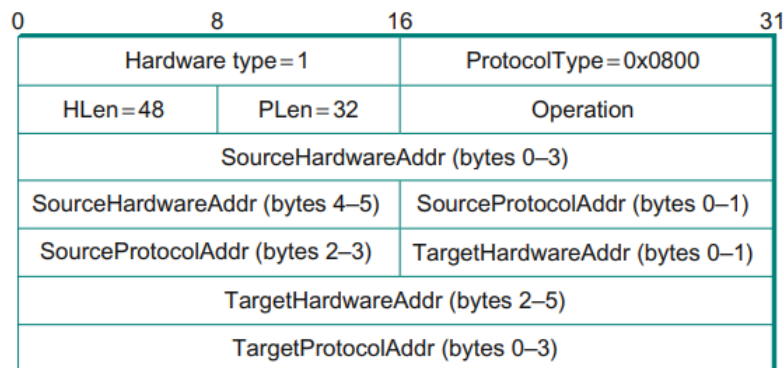 0 8 16 31
Hardware type=1 ProtocolType=0x0800
HLen=48 PLen=32 Operation
SourceHardwareAddr (bytes 0–3)
SourceHardwareAddr (bytes 4–5) SourceProtocolAddr (bytes 0–1)
SourceProtocolAddr (bytes 2–3) TargetHardwareAddr (bytes 0–1)
TargetHardwareAddr (bytes 2–5)
TargetProtocolAddr (bytes 0–3)